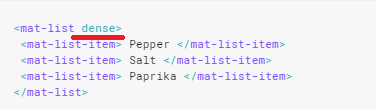 <mat-list dense>
<mat-list-item> Pepper </mat-list-item>
<mat-list-item> Salt </mat-list-item>
<mat-list-item> Paprika </mat-list-item>
</mat-list>